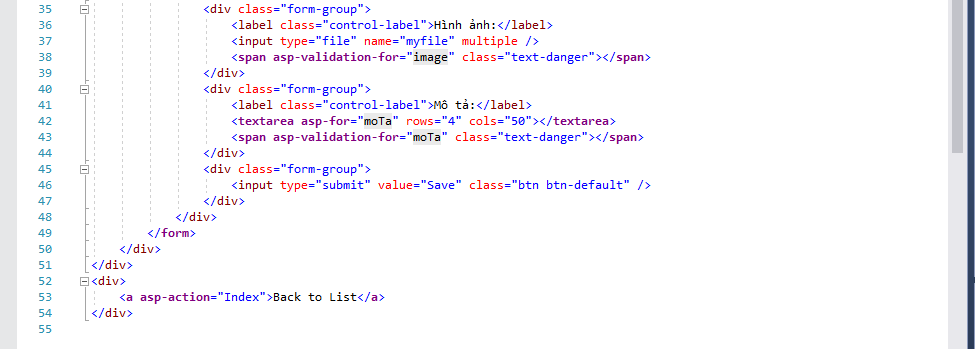 35 <div class="form-group">
36 <label class="control-label">Hình ảnh:</label>
37 <input type="file" name="myfile" multiple />
38 <span asp-validation-for="image" class="text-danger"></span>
39 </div>
40 <div class="form-group">
41 <label class="control-label">Mô tả:</label>
42 <textarea asp-for="moTa" rows="4" cols="50"></textarea>
43 <span asp-validation-for="moTa" class="text-danger"></span>
44 </div>
45 <div class="form-group">
46 <input type="submit" value="Save" class="btn btn-default" />
47 </div>
48 </div>
49 </form>
50 </div>
51 </div>
52 <div>
53 <a asp-action="Index">Back to List</a>
54 </div>
55